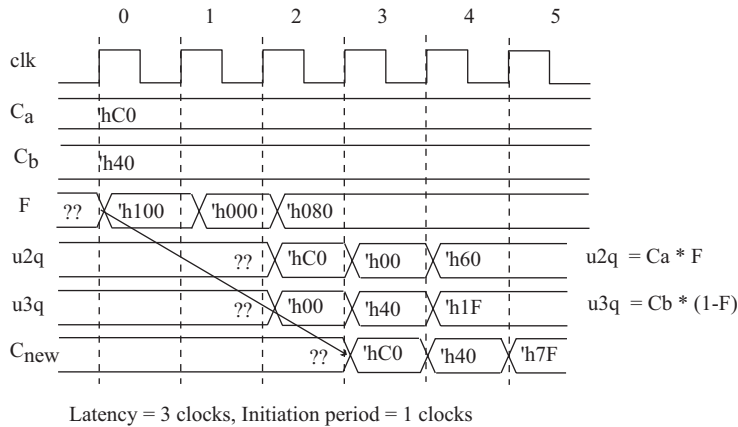 0 1 2 3 4 5
clk
Ca 'hC0
Cb 'h40
F ?? 'h100 'h000 'h080
u2q ?? 'hC0 'h00 'h60 u2q = Ca * F
u3q ?? 'h00 'h40 'h1F u3q = Cb * (1-F)
Cnew ?? 'hC0 'h40 'h7F
Latency = 3 clocks, Initiation period = 1 clocks